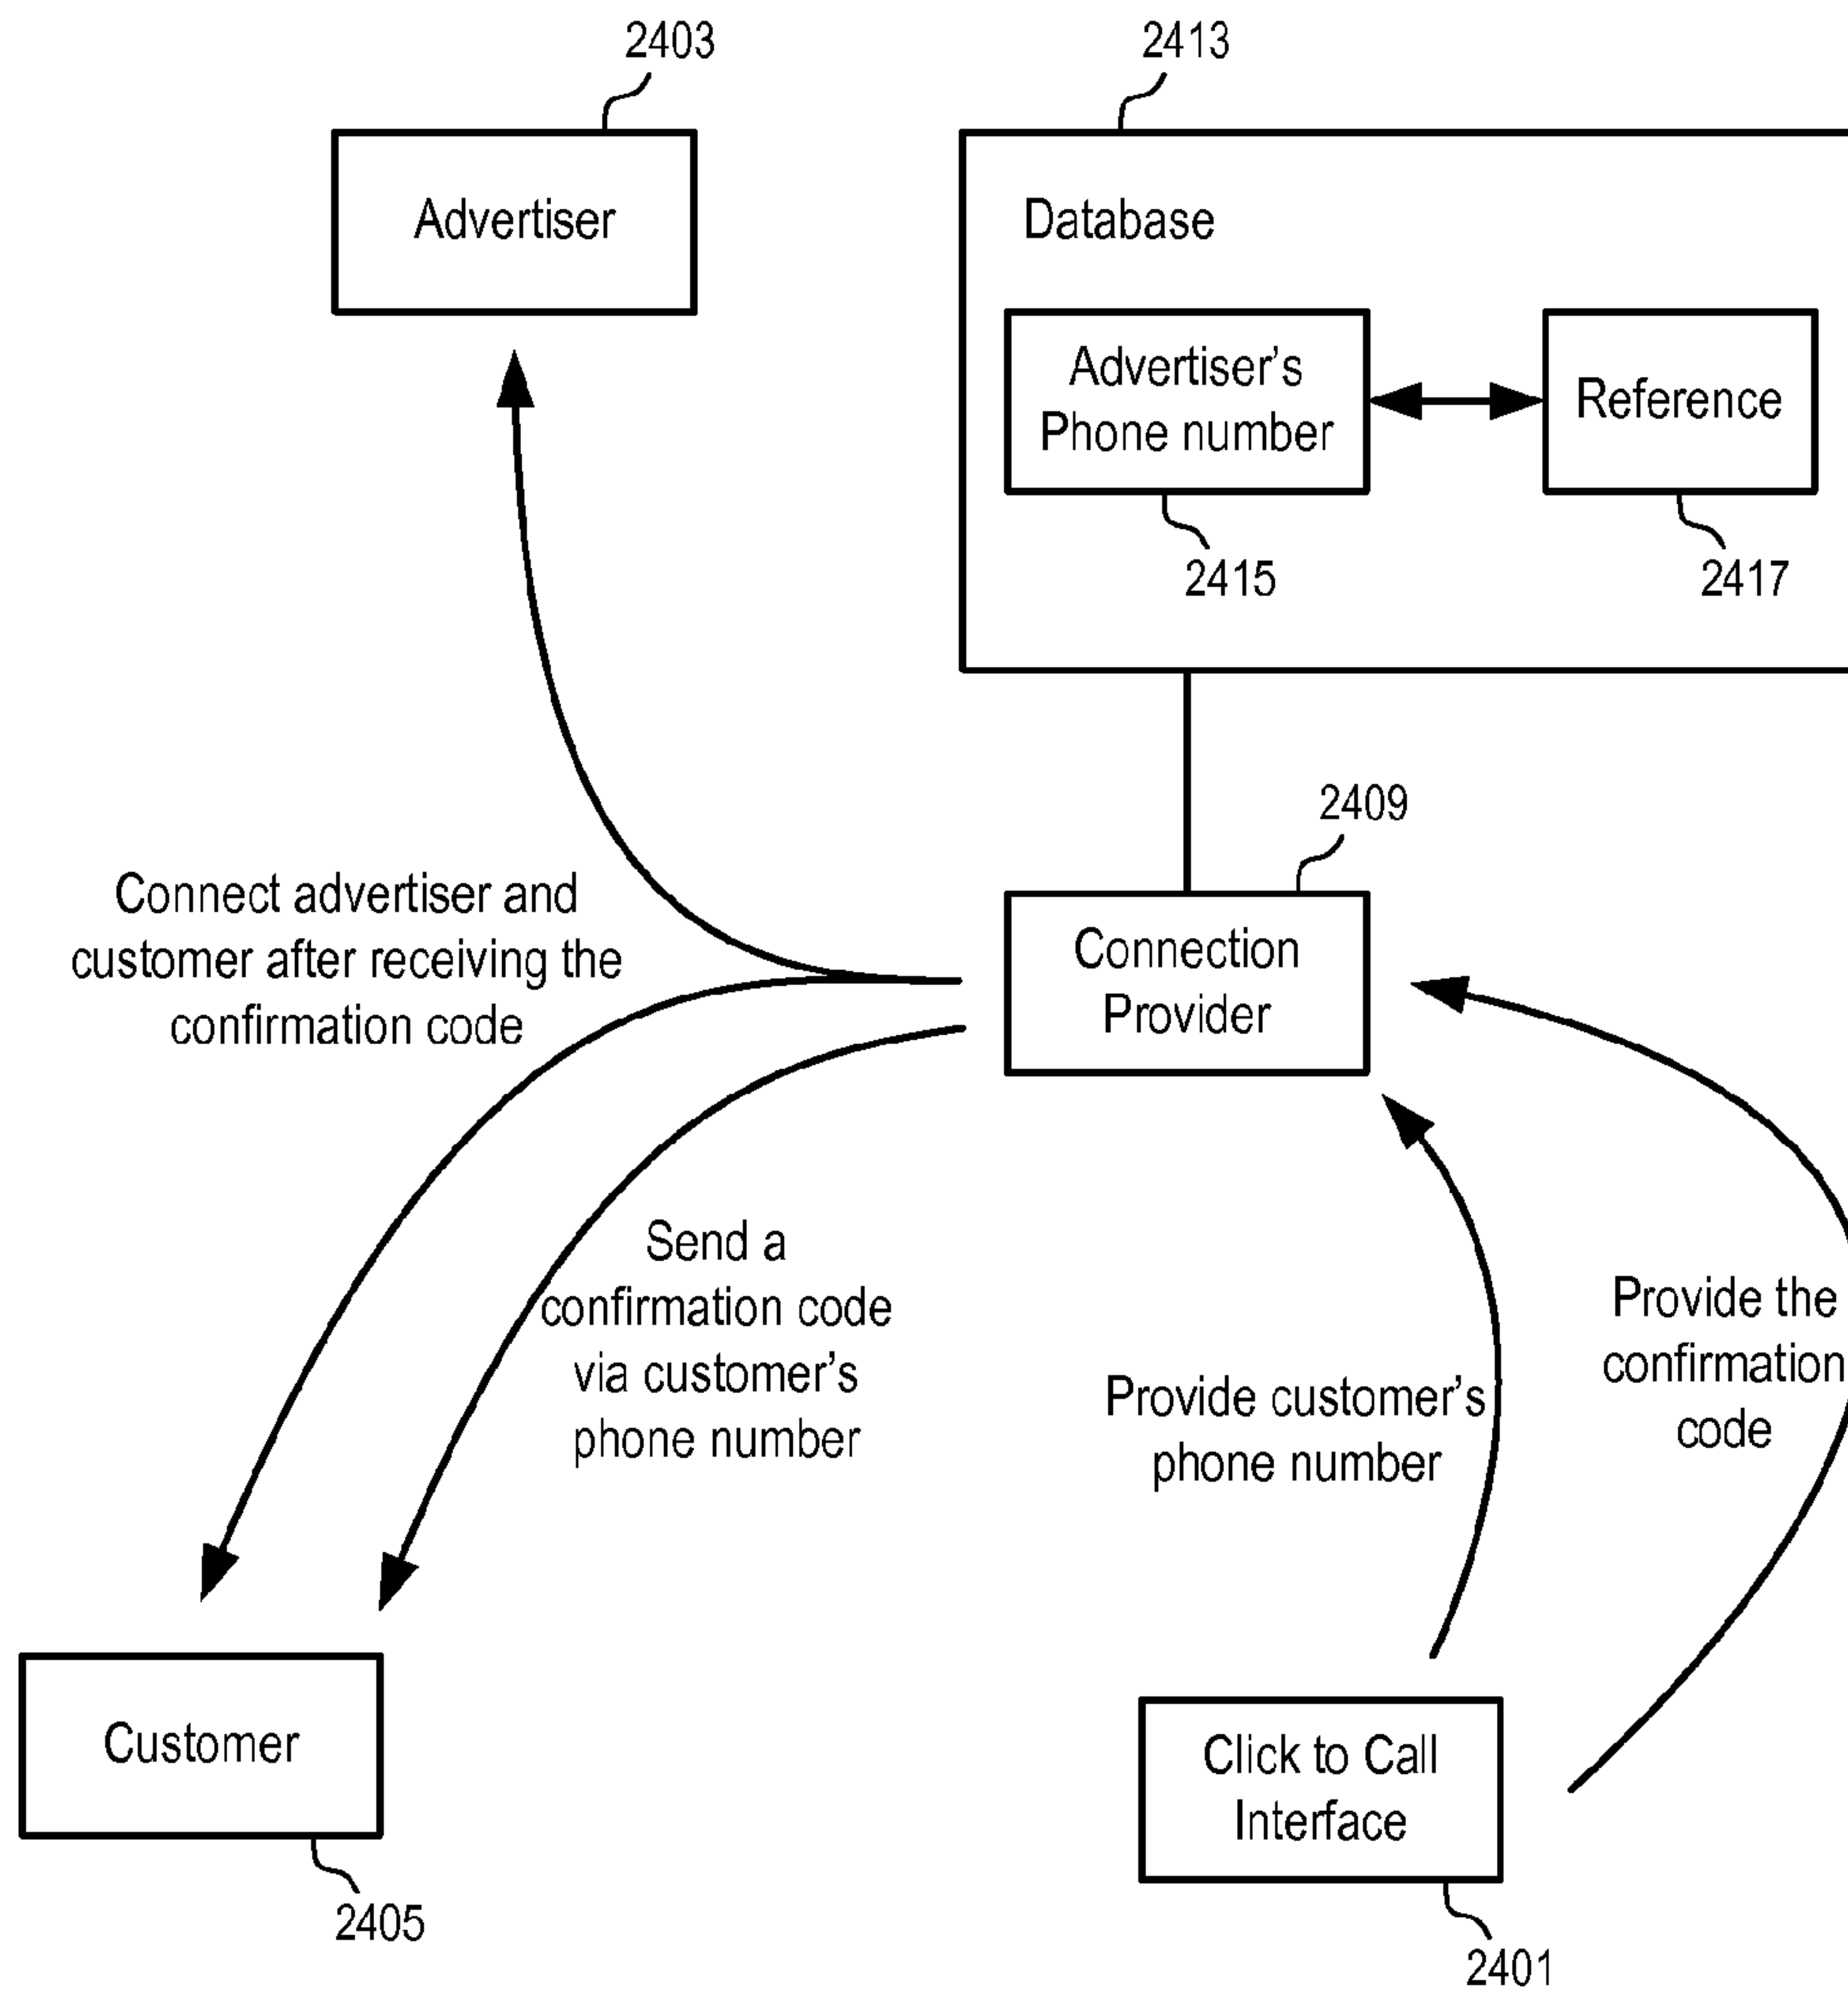 2403
2413
Advertiser
Database
Advertiser's
Phone number
Reference
2415
2417
2409
Connect advertiser and
customer after receiving the
confirmation code
Connection
Provider
Send a
confirmation code
via customer's
phone number
Provide customer's
phone number
Provide the
confirmation
code
Customer
Click to Call
Interface
2405
2401